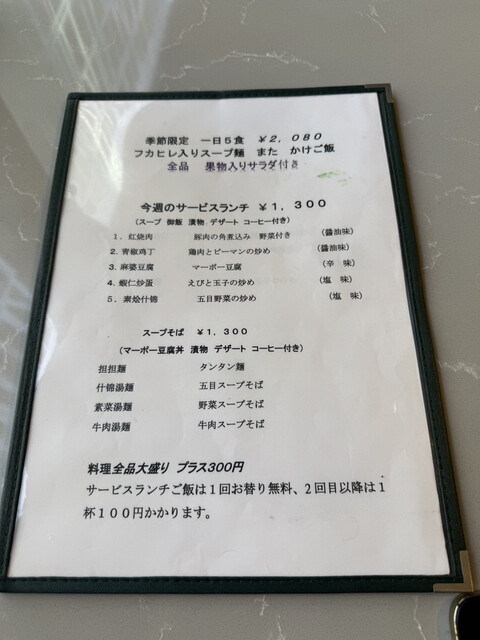 季節限定 一日５食 ￥２，０８０
フカヒレ入りスープ麺 また かけご飯
全品 果物入りサラダ付き
今週のサービスランチ ￥１，３００
（スープ 御飯 漬物 デザート コーヒー付き）
１．红烧肉 豚肉の角煮込み 野菜付き （醤油味）
２．青椒鸡丁 鶏肉とピーマンの炒め （醤油味）
３．麻婆豆腐 マーボー豆腐 （辛 味）
４．蝦仁炒蛋 えびと玉子の炒め （塩 味）
５．素烩什锦 五目野菜の炒め （塩 味）
スープそば ￥１，３００
（マーボー豆腐丼 漬物 デザート コーヒー付き）
担担麺 タンタン麺
什锦湯麺 五目スープそば
素菜湯麺 野菜スープそば
牛肉湯麺 牛肉スープそば
料理全品大盛り プラス300円
サービスランチご飯は１回お替り無料、２回目以降は１
杯１００円かかります。